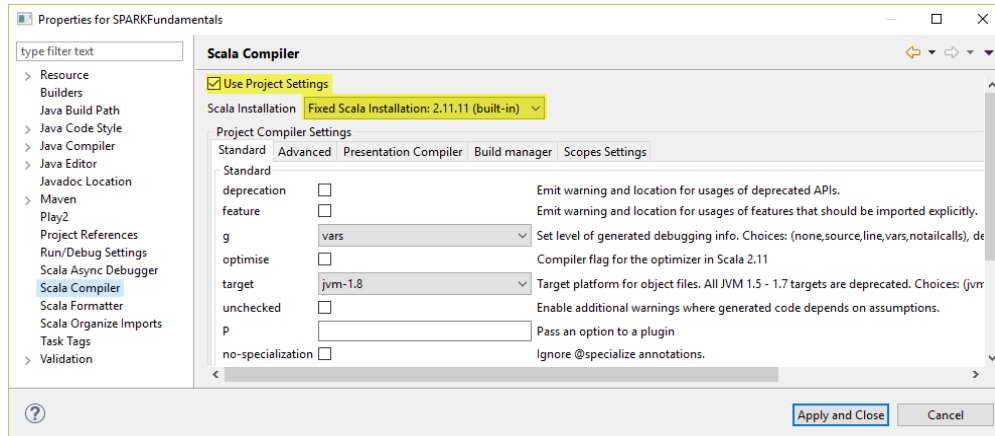 Properties for SPARKFundamentals
type filter text
Scala Compiler
Resource
Builders
Java Build Path
Java Code Style
Java Compiler
Java Editor
Javadoc Location
Maven
Play2
Project References
Run/Debug Settings
Scala Async Debugger
Scala Compiler
Scala Formatter
Scala Organize Imports
Task Tags
Validation
Use Project Settings
Scala Installation Fixed Scala Installation: 2.11.11 (built-in)
Project Compiler Settings
Standard Advanced Presentation Compiler Build manager Scopes Settings
Standard
deprecation Emit warning and location for usages of deprecated APIs.
feature Emit warning and location for usages of features that should be imported explicitly.
g vars Set level of generated debugging info. Choices: (none,source,line,vars,notailcalls), de
optimise Compiler flag for the optimizer in Scala 2.11
target jvm-1.8 Target platform for object files. All JVM 1.5 - 1.7 targets are deprecated. Choices: (jvm
unchecked Enable additional warnings where generated code depends on assumptions.
P Pass an option to a plugin
no-specialization Ignore @specialize annotations.
? Apply and Close Cancel